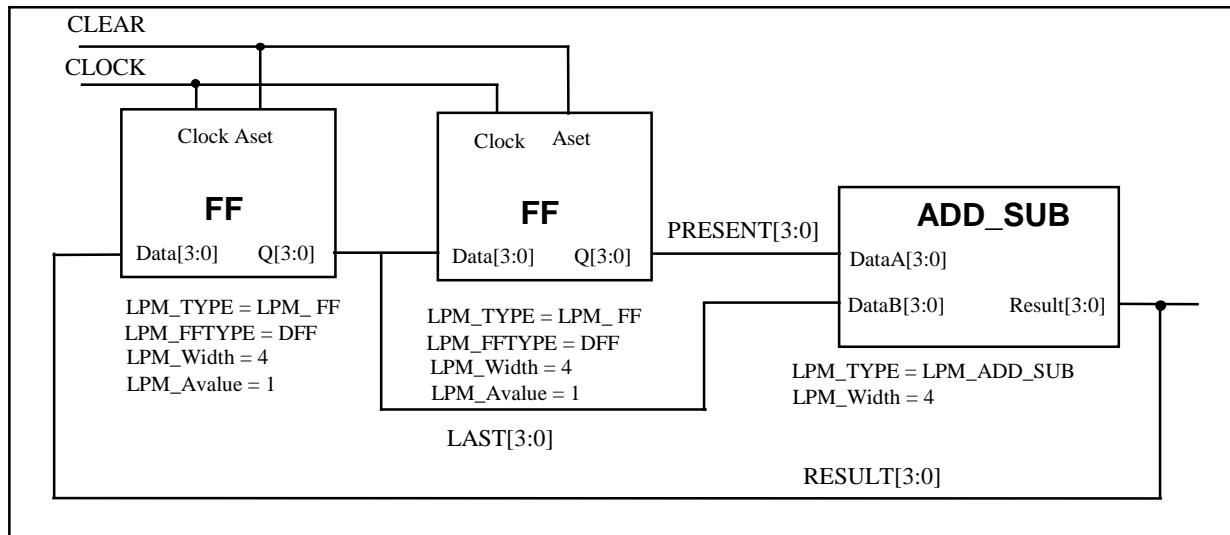 CLEAR
CLOCK
Clock Aset
FF
Data[3:0] Q[3:0]
LPM_TYPE = LPM_ FF
LPM_FFTYPE = DFF
LPM_Width = 4
LPM_Avalue = 1
Clock Aset
FF
Data[3:0] Q[3:0]
LPM_TYPE = LPM_ FF
LPM_FFTYPE = DFF
LPM_Width = 4
LPM_Avalue = 1
PRESENT[3:0]
ADD_SUB
DataA[3:0]
DataB[3:0] Result[3:0]
LPM_TYPE = LPM_ADD_SUB
LPM_Width = 4
LAST[3:0]
RESULT[3:0]